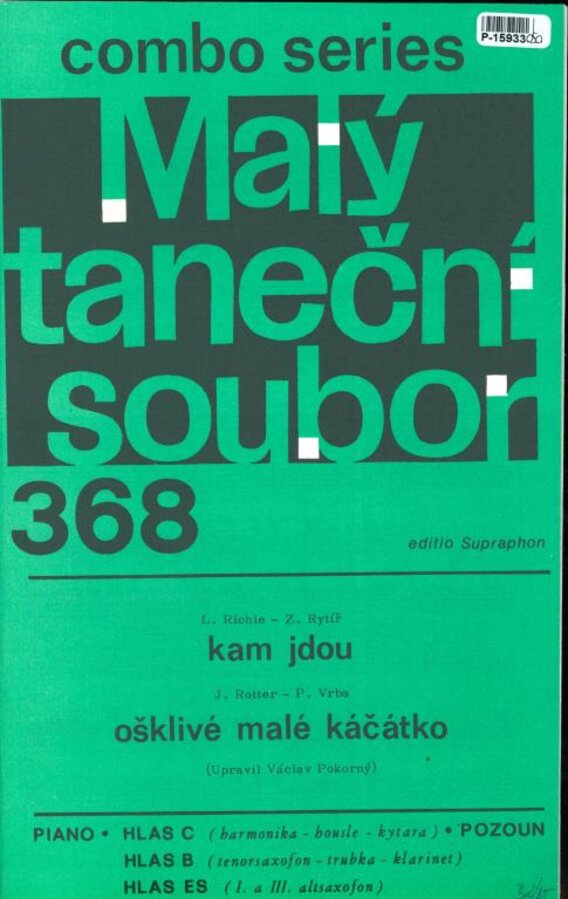 combo series
P-15933
Malý
taneční
soubor
368
editio Supraphon
L. Richie - Z. Rytíř
kam jdou
J. Rotter - P. Vrba
ošklivé malé káčátko
(Upravil Václav Pokorný)
PIANO • HLAS C (harmonika - housle - kytara) • POZOUN
HLAS B (tenorsaxofon - trubka - klarinet)
HLAS ES (I. a III. altsaxofon)